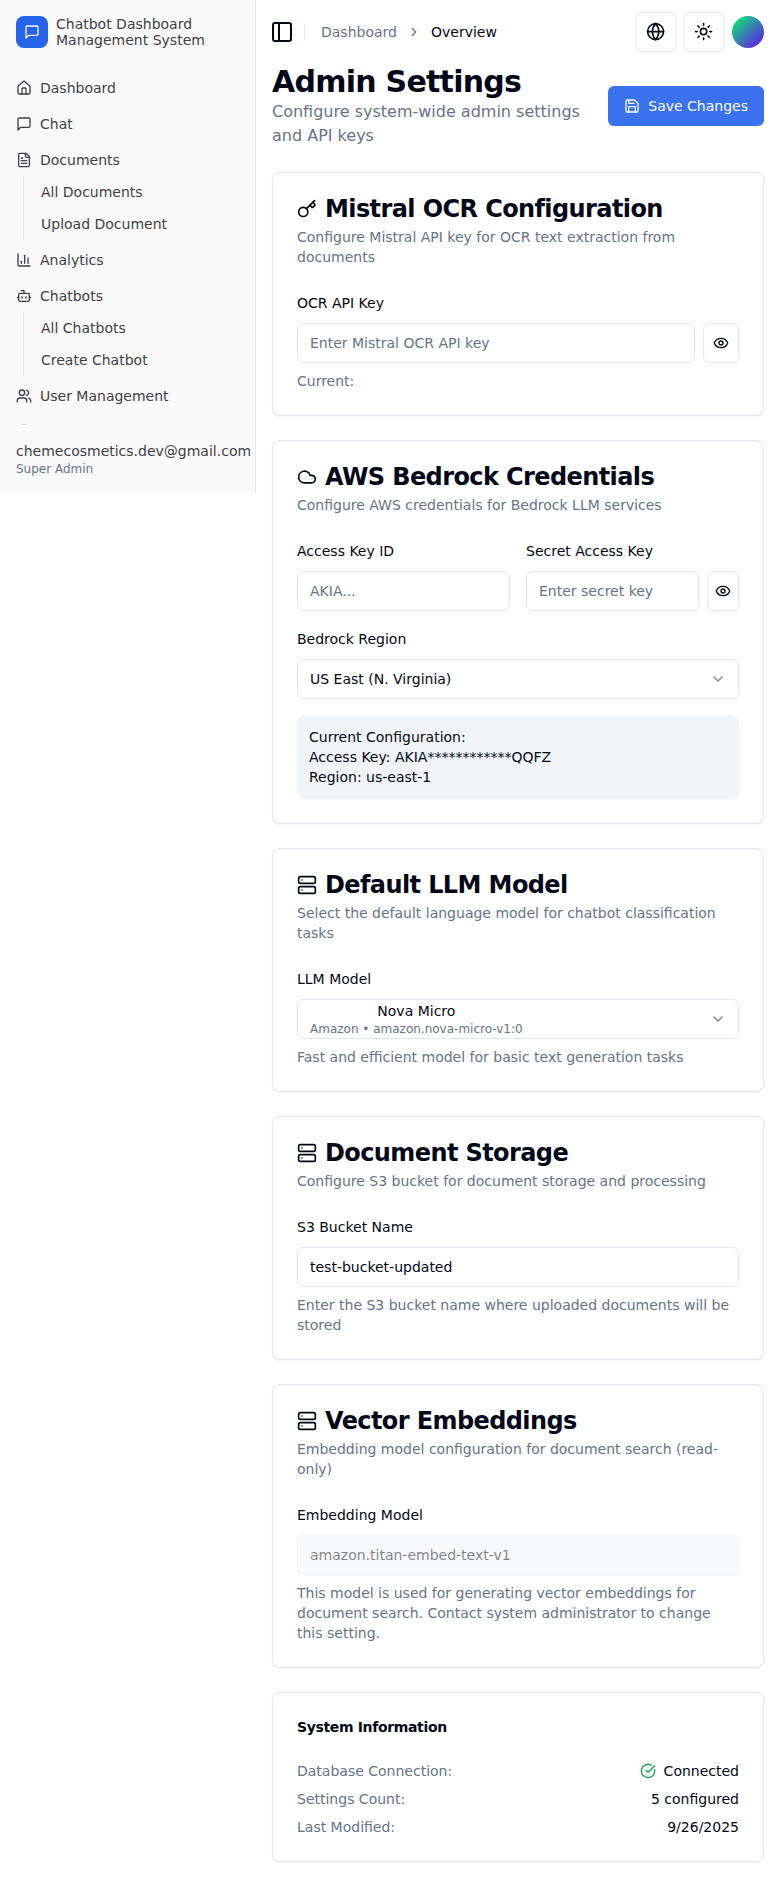 Chatbot Dashboard
Management System
Dashboard
Chat
Documents
All Documents
Upload Document
Analytics
Chatbots
All Chatbots
Create Chatbot
User Management
chemecosmetics.dev@gmail.com
Super Admin
Dashboard > Overview
Admin Settings
Configure system-wide admin settings
and API keys
Save Changes
Mistral OCR Configuration
Configure Mistral API key for OCR text extraction from
documents
OCR API Key
Enter Mistral OCR API key
Current:
AWS Bedrock Credentials
Configure AWS credentials for Bedrock LLM services
Access Key ID Secret Access Key
AKIA... Enter secret key
Bedrock Region
US East (N. Virginia)
Current Configuration:
Access Key: AKIA************QQFZ
Region: us-east-1
Default LLM Model
Select the default language model for chatbot classification
tasks
LLM Model
Nova Micro
Amazon • amazon.nova-micro-v1:0
Fast and efficient model for basic text generation tasks
Document Storage
Configure S3 bucket for document storage and processing
S3 Bucket Name
test-bucket-updated
Enter the S3 bucket name where uploaded documents will be
stored
Vector Embeddings
Embedding model configuration for document search (read-
only)
Embedding Model
amazon.titan-embed-text-v1
This model is used for generating vector embeddings for
document search. Contact system administrator to change
this setting.
System Information
Database Connection: Connected
Settings Count: 5 configured
Last Modified: 9/26/2025